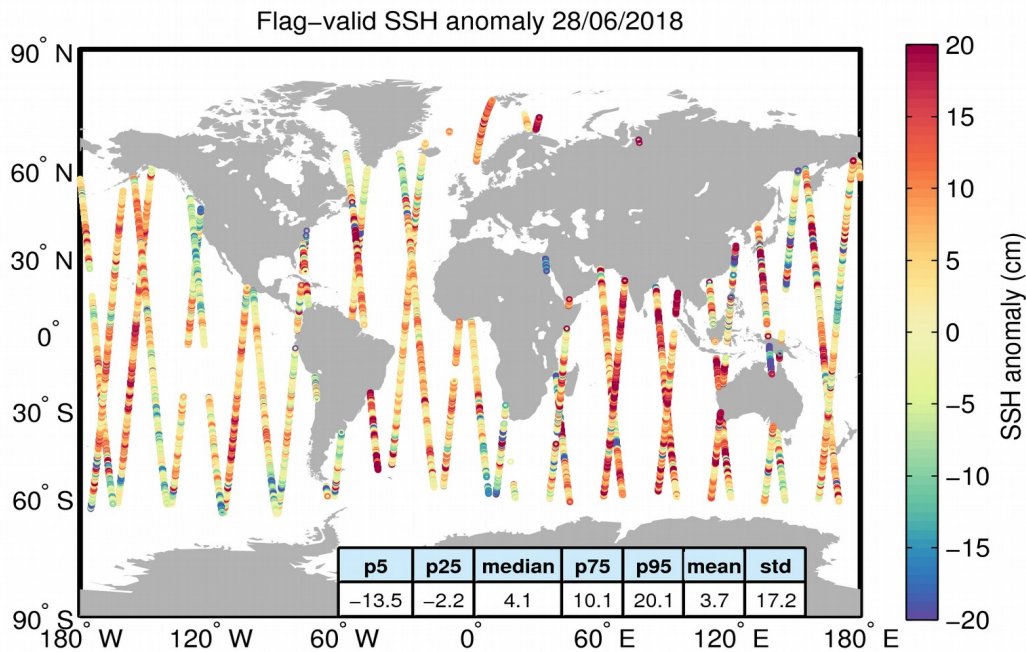 Flag−valid SSH anomaly 28/06/2018
90° N
60° N
30° N
0°
30° S
60° S
90° S
180° W
120° W
60° W
0°
60° E
120° E
180° E
p5 p25 median p75 p95 mean std
−13.5 −2.2 4.1 10.1 20.1 3.7 17.2
20
15
10
5
0
−5
−10
−15
−20
SSH anomaly (cm)